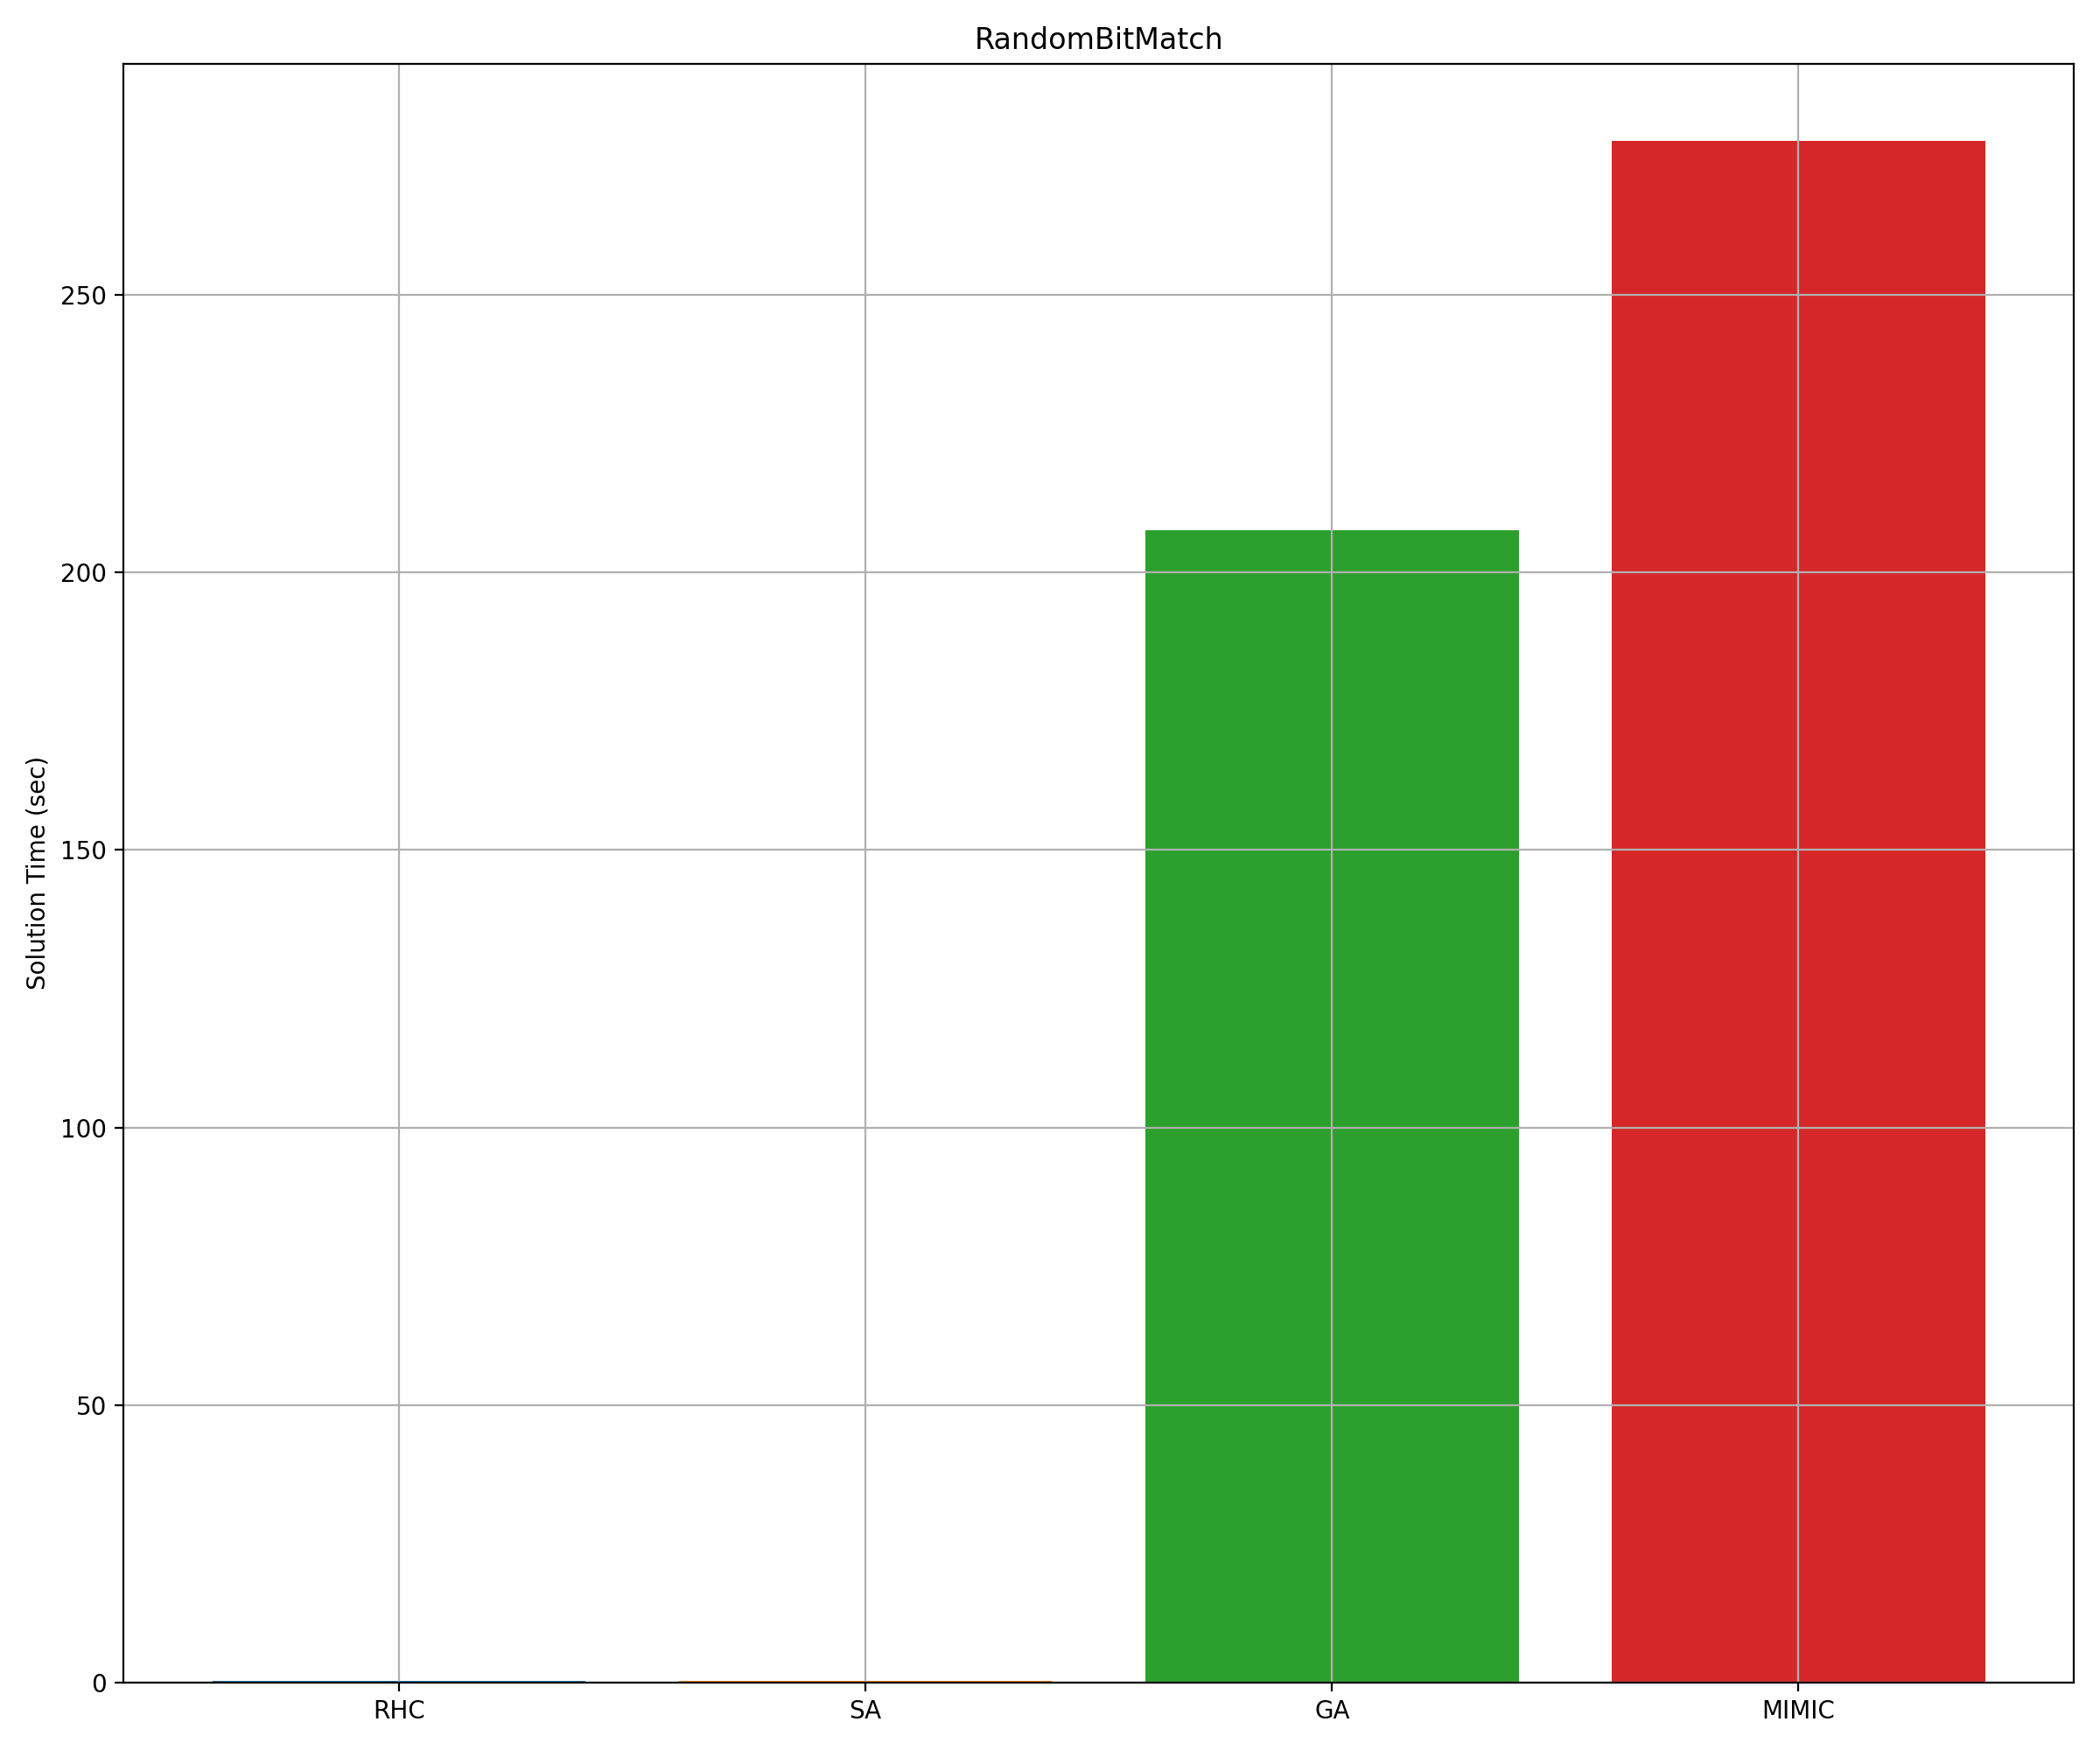 RandomBitMatch
Solution Time (sec)
250
200
150
100
50
0
RHC
SA
GA
MIMIC